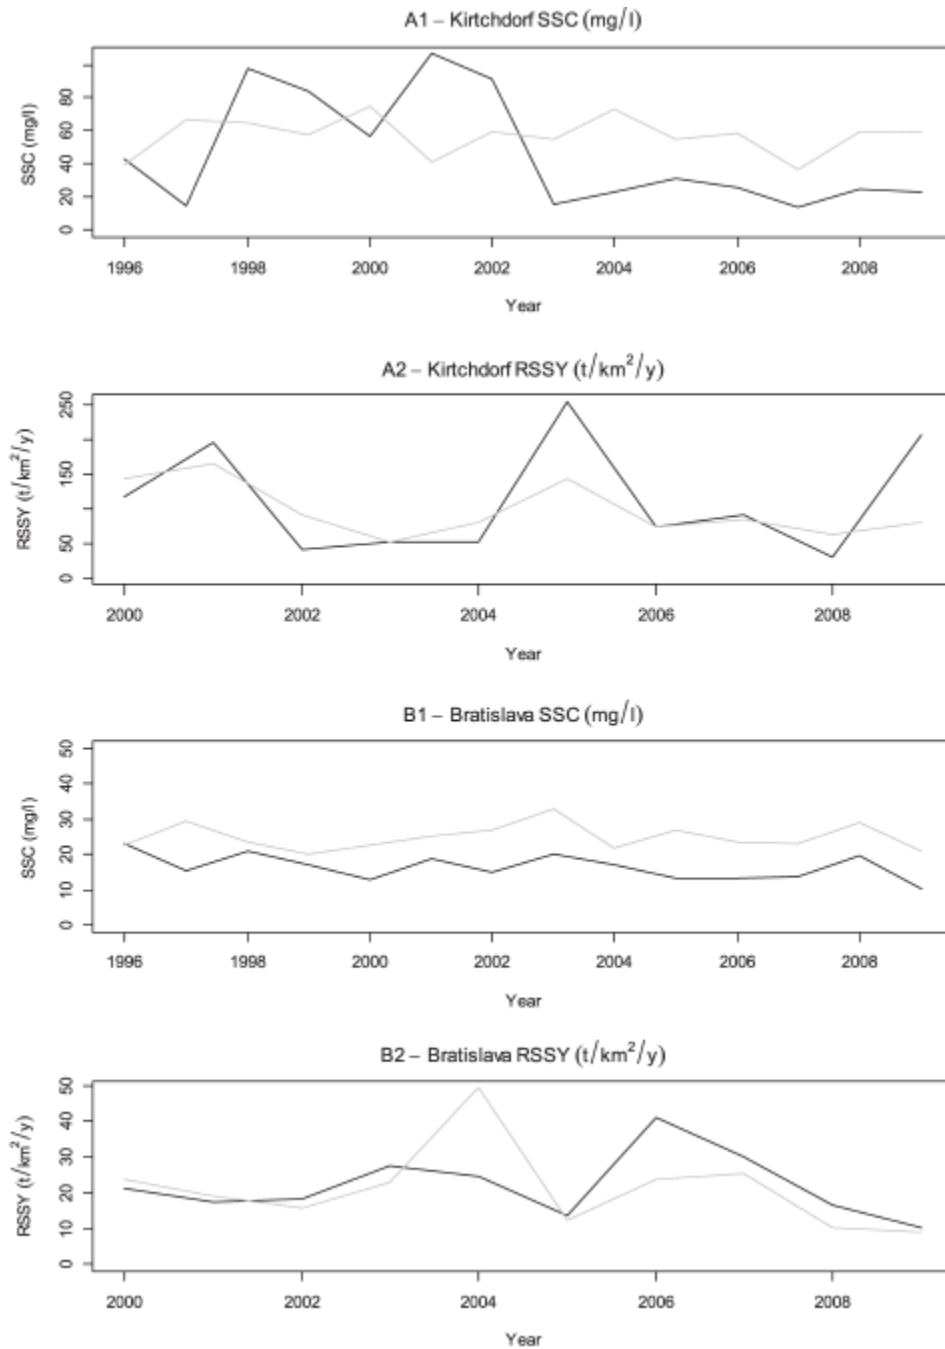 A1 – Kirtchdorf SSC (mg/l)
SSC (mg/l)
0 20 40 60 80
1996 1998 2000 2002 2004 2006 2008
Year
A2 – Kirtchdorf RSSY (t/km²/y)
RSSY (t/km²/y)
0 50 150 250
2000 2002 2004 2006 2008
Year
B1 – Bratislava SSC (mg/l)
SSC (mg/l)
0 10 20 30 40 50
1996 1998 2000 2002 2004 2006 2008
Year
B2 – Bratislava RSSY (t/km²/y)
RSSY (t/km²/y)
0 10 20 30 40 50
2000 2002 2004 2006 2008
Year